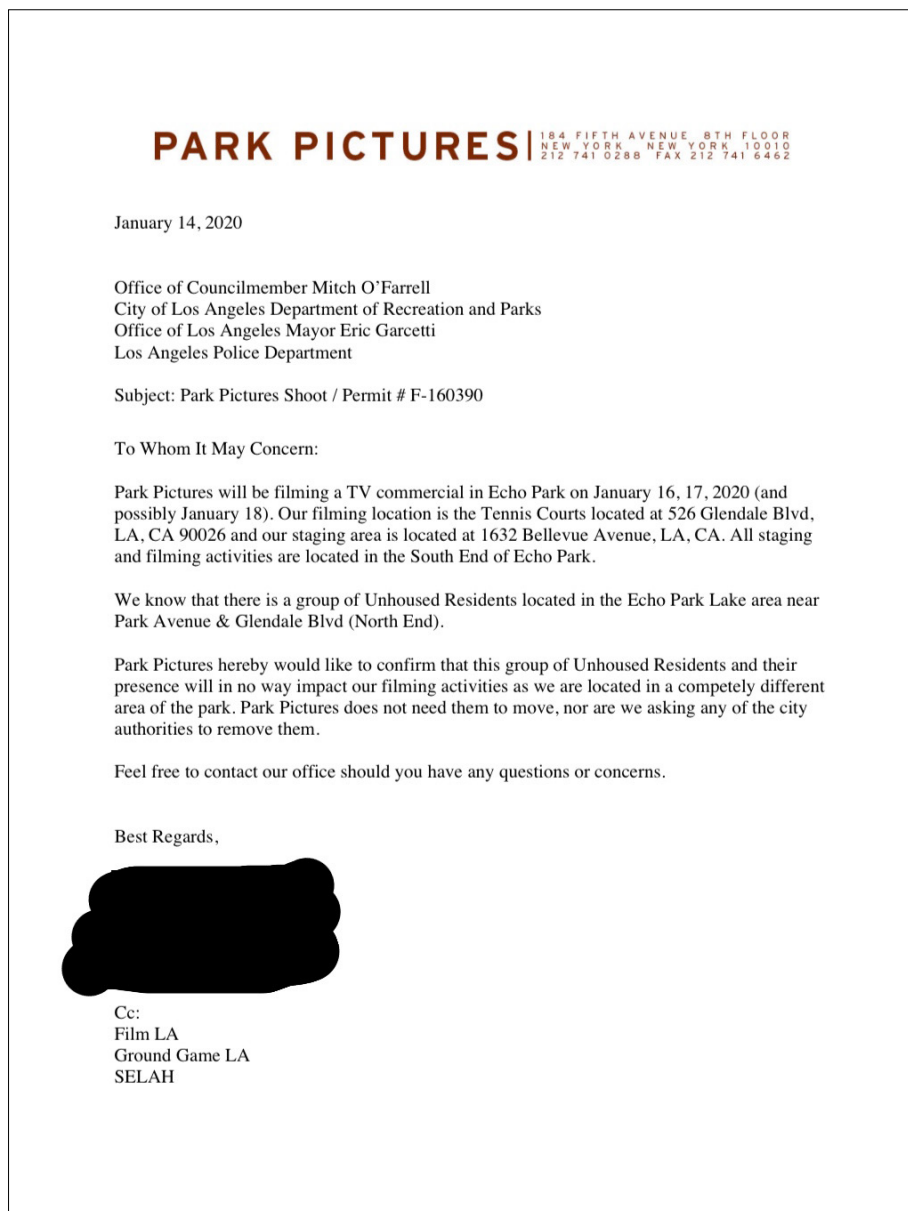 PARK PICTURES
184 FIFTH AVENUE 8TH FLOOR
NEW YORK NEW YORK 10010
212 741 0288 FAX 212 741 6462
January 14, 2020
Office of Councilmember Mitch O’Farrell
City of Los Angeles Department of Recreation and Parks
Office of Los Angeles Mayor Eric Garcetti
Los Angeles Police Department
Subject: Park Pictures Shoot / Permit # F-160390
To Whom It May Concern:
Park Pictures will be filming a TV commercial in Echo Park on January 16, 17, 2020 (and
possibly January 18). Our filming location is the Tennis Courts located at 526 Glendale Blvd,
LA, CA 90026 and our staging area is located at 1632 Bellevue Avenue, LA, CA. All staging
and filming activities are located in the South End of Echo Park.
We know that there is a group of Unhoused Residents located in the Echo Park Lake area near
Park Avenue & Glendale Blvd (North End).
Park Pictures hereby would like to confirm that this group of Unhoused Residents and their
presence will in no way impact our filming activities as we are located in a competely different
area of the park. Park Pictures does not need them to move, nor are we asking any of the city
authorities to remove them.
Feel free to contact our office should you have any questions or concerns.
Best Regards,
Cc:
Film LA
Ground Game LA
SELAH